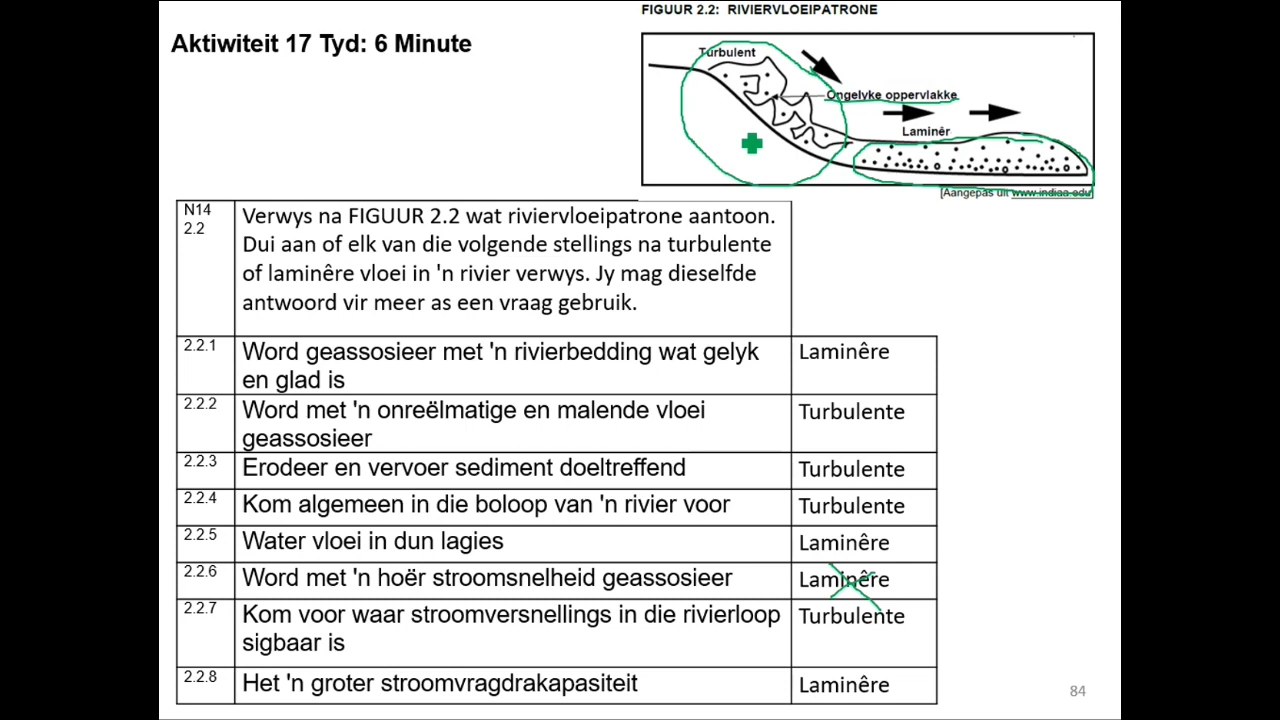 FIGUUR 2.2: RIVIERVLOEIPATRONE
Aktiwiteit 17 Tyd: 6 Minute
Turbulent
Ongelyke oppervlakke
Laminêr
[Aangepas uit www.indiaa.edu]
N14
2.2
Verwys na FIGUUR 2.2 wat riviervloeipatrone aantoon.
Dui aan of elk van die volgende stellings na turbulente
of laminêre vloei in 'n rivier verwys. Jy mag dieselfde
antwoord vir meer as een vraag gebruik.
2.2.1 Word geassosieer met 'n rivierbedding wat gelyk Laminêre
en glad is
2.2.2 Word met 'n onreëlmatige en malende vloei Turbulente
geassosieer
2.2.3 Erodeer en vervoer sediment doeltreffend Turbulente
2.2.4 Kom algemeen in die boloop van 'n rivier voor Turbulente
2.2.5 Water vloei in dun lagies Laminêre
2.2.6 Word met 'n hoër stroomsnelheid geassosieer Laminêre
2.2.7 Kom voor waar stroomversnellings in die rivierloop Turbulente
sigbaar is
2.2.8 Het 'n groter stroomvragdrakapasiteit Laminêre
84